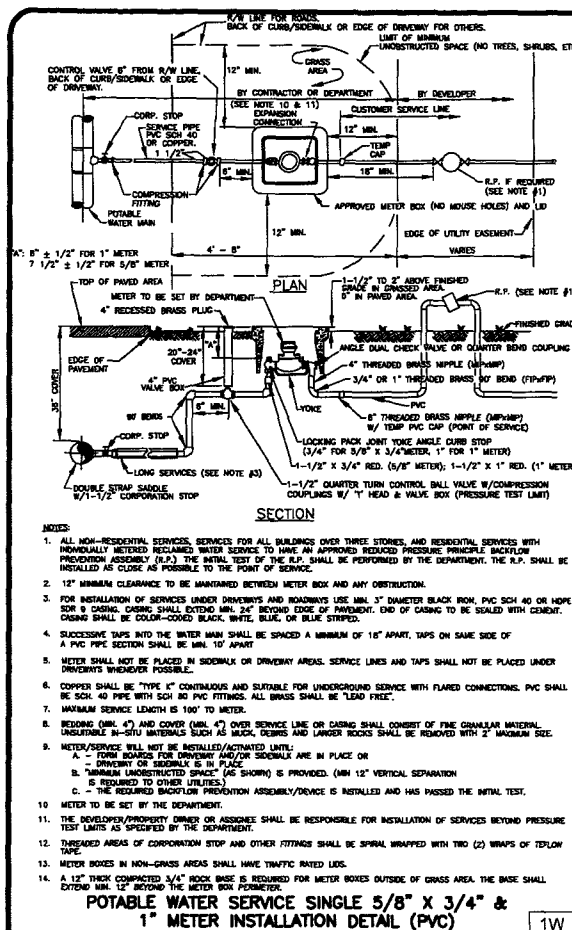 R/W LINE FOR ROADS.
BACK OF CURB/SIDEWALK OR EDGE OF DRIVEWAY FOR OTHERS.
LIMIT OF MINIMUM
UNOBSTRUCTED SPACE (NO TREES, SHRUBS, ET
CONTROL VALVE 8" FROM R/W LINE,
BACK OF CURB/SIDEWALK OR EDGE
OF DRIVEWAY.
12" MIN.
GRASS
AREA
BY CONTRACTOR OR DEPARTMENT
BY DEVELOPER
(SEE NOTE 10 & 11)
CUSTOMER SERVICE LINE
EXPANSION
CONNECTION
12" MIN.
CORP. STOP
SERVICE PIPE
PVC SCH 40
OR COPPER.
1 1/2"
TEMP
CAP
6" MIN.
18" MIN.
COMPRESSION
FITTING
R.P. IF REQUIRED
(SEE NOTE #1)
POTABLE
WATER MAIN
12" MIN.
APPROVED METER BOX (NO MOUSE HOLES) AND LID
EDGE OF UTILITY EASEMENT
"A": 8" ± 1/2" FOR 1" METER
7 1/2" ± 1/2" FOR 5/8" METER
4' - 8"
VARIES
PLAN
TOP OF PAVED AREA
METER TO BE SET BY DEPARTMENT
4" RECESSED BRASS PLUG
1-1/2" TO 2" ABOVE FINISHED
GRADE IN GRASSED AREA.
0" IN PAVED AREA.
R.P. (SEE NOTE #1
FINISHED GRAD
"A"
20"-24"
COVER
EDGE OF
PAVEMENT
ANGLE DUAL CHECK VALVE OR QUARTER BEND COUPLING
4" THREADED BRASS NIPPLE (MIPxMIP)
3/4" OR 1" THREADED BRASS 90° BEND (FIPxFIP)
4" PVC
VALVE BOX
YOKE
PVC
36" COVER
90° BENDS
6" MIN.
6" THREADED BRASS NIPPLE (MIPxMIP)
W/ TEMP PVC CAP (POINT OF SERVICE)
CORP. STOP
LOCKING PACK JOINT YOKE ANGLE CURB STOP
(3/4" FOR 5/8" X 3/4"METER, 1" FOR 1" METER)
LONG SERVICES (SEE NOTE #3)
1-1/2" X 3/4" RED. (5/8" METER); 1-1/2" X 1" RED. (1" METER
DOUBLE STRAP SADDLE
W/1-1/2" CORPORATION STOP
1-1/2" QUARTER TURN CONTROL BALL VALVE W/COMPRESSION
COUPLINGS W/ 'T' HEAD & VALVE BOX (PRESSURE TEST LIMIT)
SECTION
NOTES:
1. ALL NON-RESIDENTIAL SERVICES, SERVICES FOR ALL BUILDINGS OVER THREE STORIES, AND RESIDENTIAL SERVICES WITH
INDIVIDUALLY METERED RECLAIMED WATER SERVICE TO HAVE AN APPROVED REDUCED PRESSURE PRINCIPLE BACKFLOW
PREVENTION ASSEMBLY (R.P.) THE INITIAL TEST OF THE R.P. SHALL BE PERFORMED BY THE DEPARTMENT. THE R.P. SHALL BE
INSTALLED AS CLOSE AS POSSIBLE TO THE POINT OF SERVICE.
2. 12" MINIMUM CLEARANCE TO BE MAINTAINED BETWEEN METER BOX AND ANY OBSTRUCTION.
3. FOR INSTALLATION OF SERVICES UNDER DRIVEWAYS AND ROADWAYS USE MIN. 3" DIAMETER BLACK IRON, PVC SCH 40 OR HDPE
SDR 9 CASING. CASING SHALL EXTEND MIN. 24" BEYOND EDGE OF PAVEMENT. END OF CASING TO BE SEALED WITH CEMENT.
CASING SHALL BE COLOR-CODED BLACK, WHITE, BLUE, OR BLUE STRIPED.
4. SUCCESSIVE TAPS INTO THE WATER MAIN SHALL BE SPACED A MINIMUM OF 18" APART, TAPS ON SAME SIDE OF
A PVC PIPE SECTION SHALL BE MIN. 10' APART
5. METER SHALL NOT BE PLACED IN SIDEWALK OR DRIVEWAY AREAS. SERVICE LINES AND TAPS SHALL NOT BE PLACED UNDER
DRIVEWAYS WHENEVER POSSIBLE..
6. COPPER SHALL BE "TYPE K" CONTINUOUS AND SUITABLE FOR UNDERGROUND SERVICE WITH FLARED CONNECTIONS. PVC SHALL
BE SCH. 40 PIPE WITH SCH 80 PVC FITTINGS. ALL BRASS SHALL BE "LEAD FREE".
7. MAXIMUM SERVICE LENGTH IS 100' TO METER.
8. BEDDING (MIN. 4") AND COVER (MIN. 4") OVER SERVICE LINE OR CASING SHALL CONSIST OF FINE GRANULAR MATERIAL.
UNSUITABLE IN-SITU MATERIALS SUCH AS MUCK, DEBRIS AND LARGER ROCKS SHALL BE REMOVED WITH 2" MAXIMUM SIZE.
9. METER/SERVICE WILL NOT BE INSTALLED/ACTIVATED UNTIL:
A. - FORM BOARDS FOR DRIVEWAY AND/OR SIDEWALK ARE IN PLACE OR
- DRIVEWAY OR SIDEWALK IS IN PLACE
B. "MINIMUM UNOBSTRUCTED SPACE" (AS SHOWN) IS PROVIDED. (MIN 12" VERTICAL SEPARATION
IS REQUIRED TO OTHER UTILITIES.)
C. - THE REQUIRED BACKFLOW PREVENTION ASSEMBLY/DEVICE IS INSTALLED AND HAS PASSED THE INITIAL TEST.
10 METER TO BE SET BY THE DEPARTMENT.
11. THE DEVELOPER/PROPERTY OWNER OR ASSIGNEE SHALL BE RESPONSIBLE FOR INSTALLATION OF SERVICES BEYOND PRESSURE
TEST LIMITS AS SPECIFIED BY THE DEPARTMENT.
12. THREADED AREAS OF CORPORATION STOP AND OTHER FITTINGS SHALL BE SPIRAL WRAPPED WITH TWO (2) WRAPS OF TEFLON
TAPE.
13. METER BOXES IN NON-GRASS AREAS SHALL HAVE TRAFFIC RATED LIDS.
14. A 12" THICK COMPACTED 3/4" ROCK BASE IS REQUIRED FOR METER BOXES OUTSIDE OF GRASS AREA. THE BASE SHALL
EXTEND MIN. 12" BEYOND THE METER BOX PERIMETER.
POTABLE WATER SERVICE SINGLE 5/8" X 3/4" &
1" METER INSTALLATION DETAIL (PVC)
1W